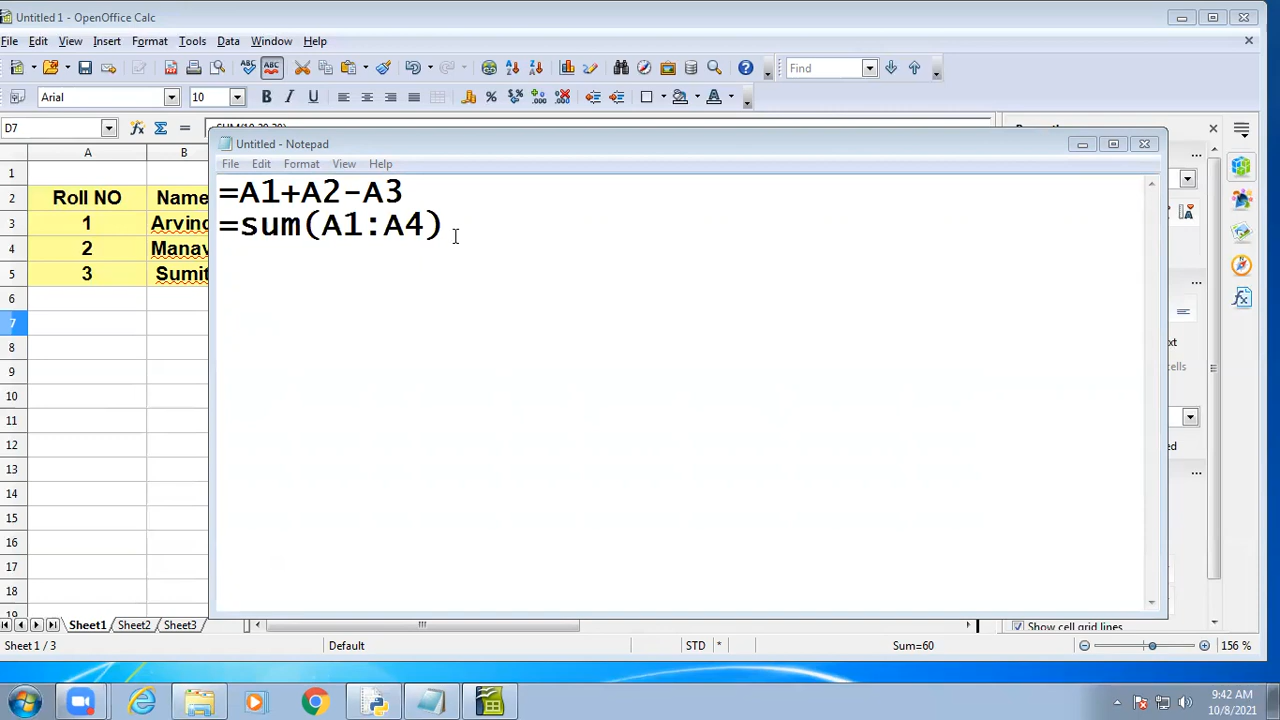 Untitled 1 - OpenOffice Calc
File Edit View Insert Format Tools Data Window Help
Find
Arial 10
D7
Untitled - Notepad
File Edit Format View Help
=A1+A2-A3
=sum(A1:A4)
A B
1
2 Roll NO Name
3 1
4 2 Manav
5 3 Sumit
6
7
8
9
10
11
12
13
14
15
16
17
18
19
Sheet1 Sheet2 Sheet3
Show cell grid lines
Sheet 1 / 3 Default STD * Sum=60 156 %
9:42 AM
10/8/2021